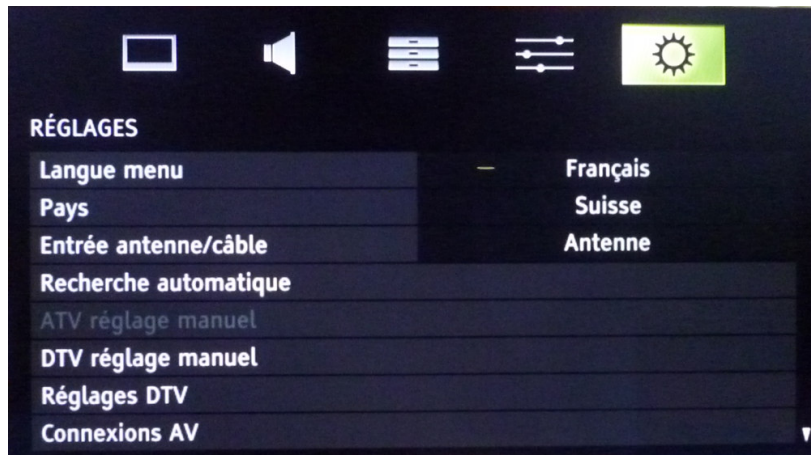 RÉGLAGES
Langue menu – Français
Pays Suisse
Entrée antenne/câble Antenne
Recherche automatique
ATV réglage manuel
DTV réglage manuel
Réglages DTV
Connexions AV